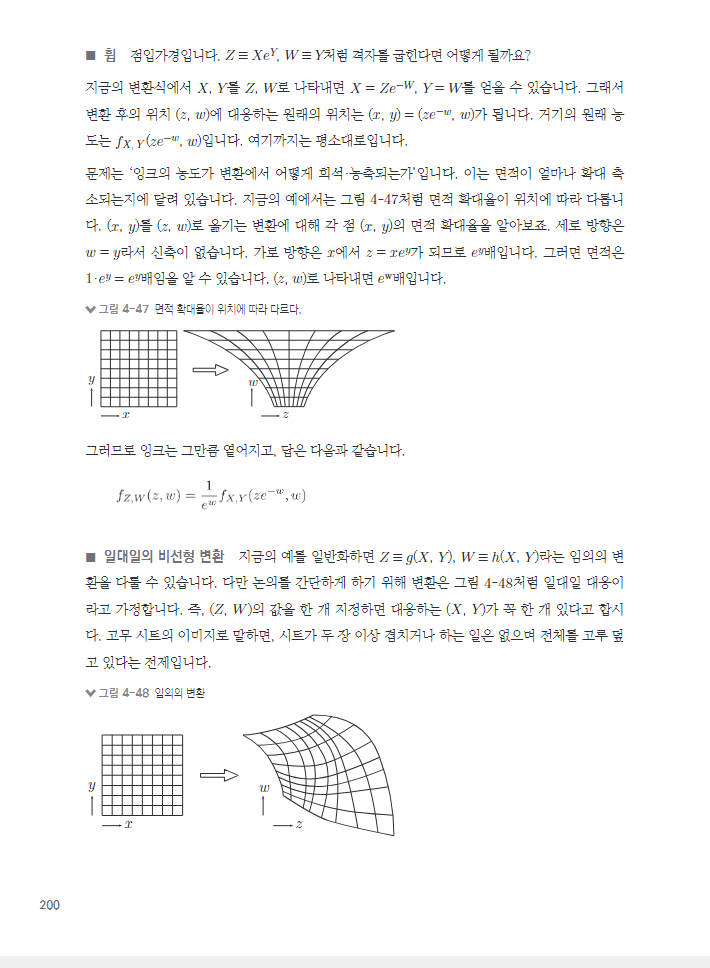 ■ 휨 점입가경입니다. Z ≡ Xe^Y, W ≡ Y처럼 격자를 굽힌다면 어떻게 될까요?
지금의 변환식에서 X, Y를 Z, W로 나타내면 X = Ze^−W, Y = W를 얻을 수 있습니다. 그래서
변환 후의 위치 (z, w)에 대응하는 원래의 위치는 (x, y) = (ze^−w, w)가 됩니다. 거기의 원래 농
도는 f_X, Y(ze^−w, w)입니다. 여기까지는 평소대로입니다.
문제는 ‘잉크의 농도가 변환에서 어떻게 희석·농축되는가’입니다. 이는 면적이 얼마나 확대 축
소되는지에 달려 있습니다. 지금의 예에서는 그림 4-47처럼 면적 확대율이 위치에 따라 다릅니
다. (x, y)를 (z, w)로 옮기는 변환에 대해 각 점 (x, y)의 면적 확대율을 알아보죠. 세로 방향은
w = y라서 신축이 없습니다. 가로 방향은 x에서 z = xe^y가 되므로 e^y배입니다. 그러면 면적은
1·e^y = e^y배임을 알 수 있습니다. (z, w)로 나타내면 e^w배입니다.
그림 4-47 면적 확대율이 위치에 따라 다르다.
y
x
w
z
그러므로 잉크는 그만큼 옅어지고, 답은 다음과 같습니다.
f_Z,W(z, w) = 1/e^w f_X,Y(ze^−w, w)
■ 일대일의 비선형 변환 지금의 예를 일반화하면 Z ≡ g(X, Y), W ≡ h(X, Y)라는 임의의 변
환을 다룰 수 있습니다. 다만 논의를 간단하게 하기 위해 변환은 그림 4-48처럼 일대일 대응이
라고 가정합니다. 즉, (Z, W)의 값을 한 개 지정하면 대응하는 (X, Y)가 꼭 한 개 있다고 합시
다. 고무 시트의 이미지로 말하면, 시트가 두 장 이상 겹치거나 하는 일은 없으며 전체를 고루 덮
고 있다는 전제입니다.
그림 4-48 임의의 변환
y
x
w
z
200